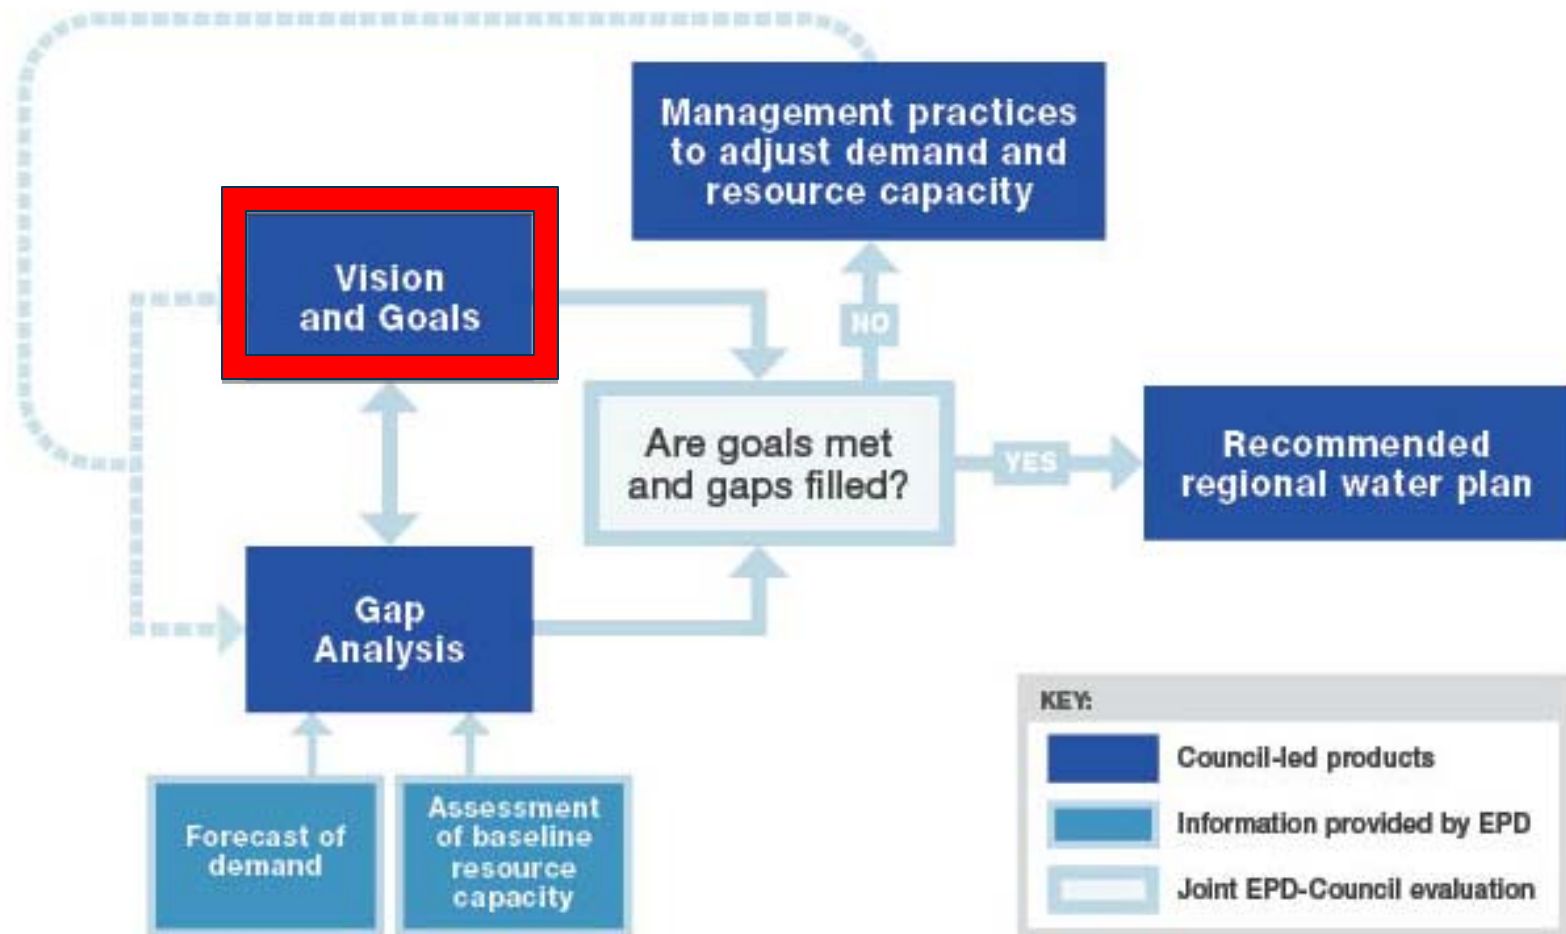 Management practices
to adjust demand and
resource capacity
Vision
and Goals
NO
Are goals met
and gaps filled?
YES
Recommended
regional water plan
Gap
Analysis
Forecast of
demand
Assessment
of baseline
resource
capacity
KEY:
Council-led products
Information provided by EPD
Joint EPD-Council evaluation